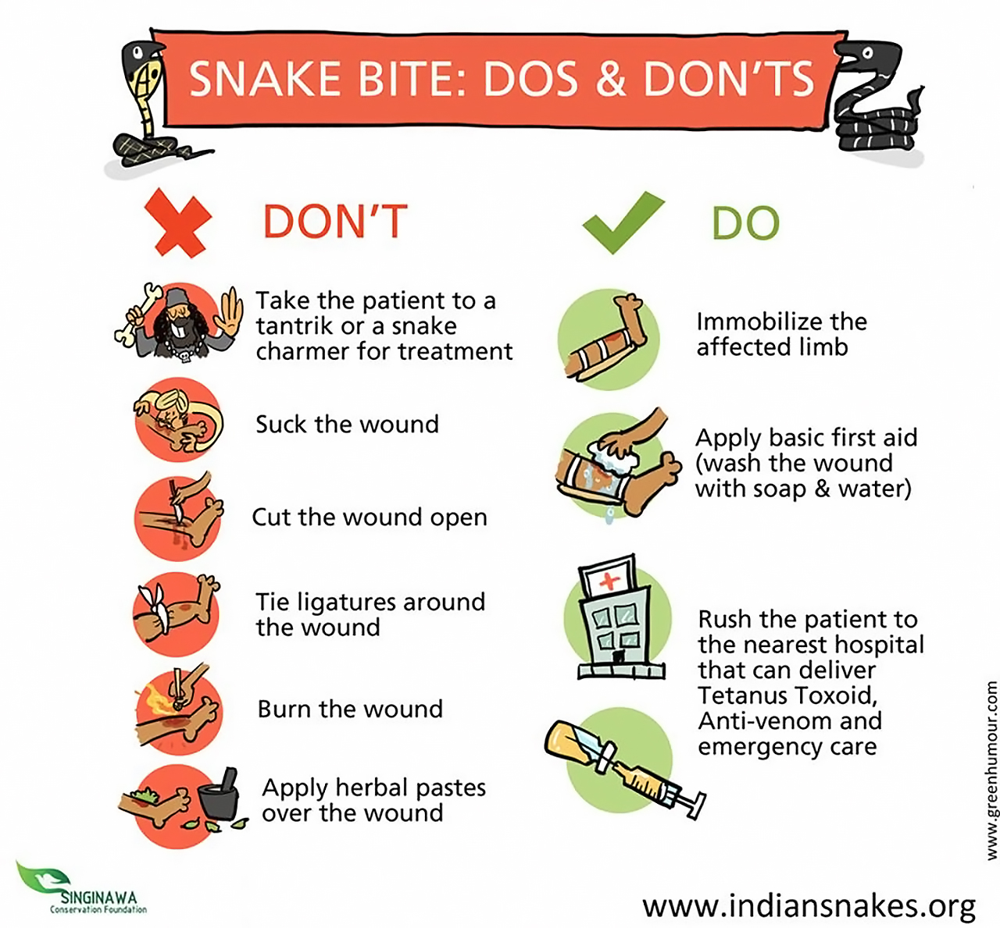 SNAKE BITE: DOS & DON'TS
DON'T
Take the patient to a
tantrik or a snake
charmer for treatment
Suck the wound
Cut the wound open
Tie ligatures around
the wound
Burn the wound
Apply herbal pastes
over the wound
DO
Immobilize the
affected limb
Apply basic first aid
(wash the wound
with soap & water)
Rush the patient to
the nearest hospital
that can deliver
Tetanus Toxoid,
Anti-venom and
emergency care
www.greenhumour.com
SINGINAWA
Conservation Foundation
www.indiansnakes.org